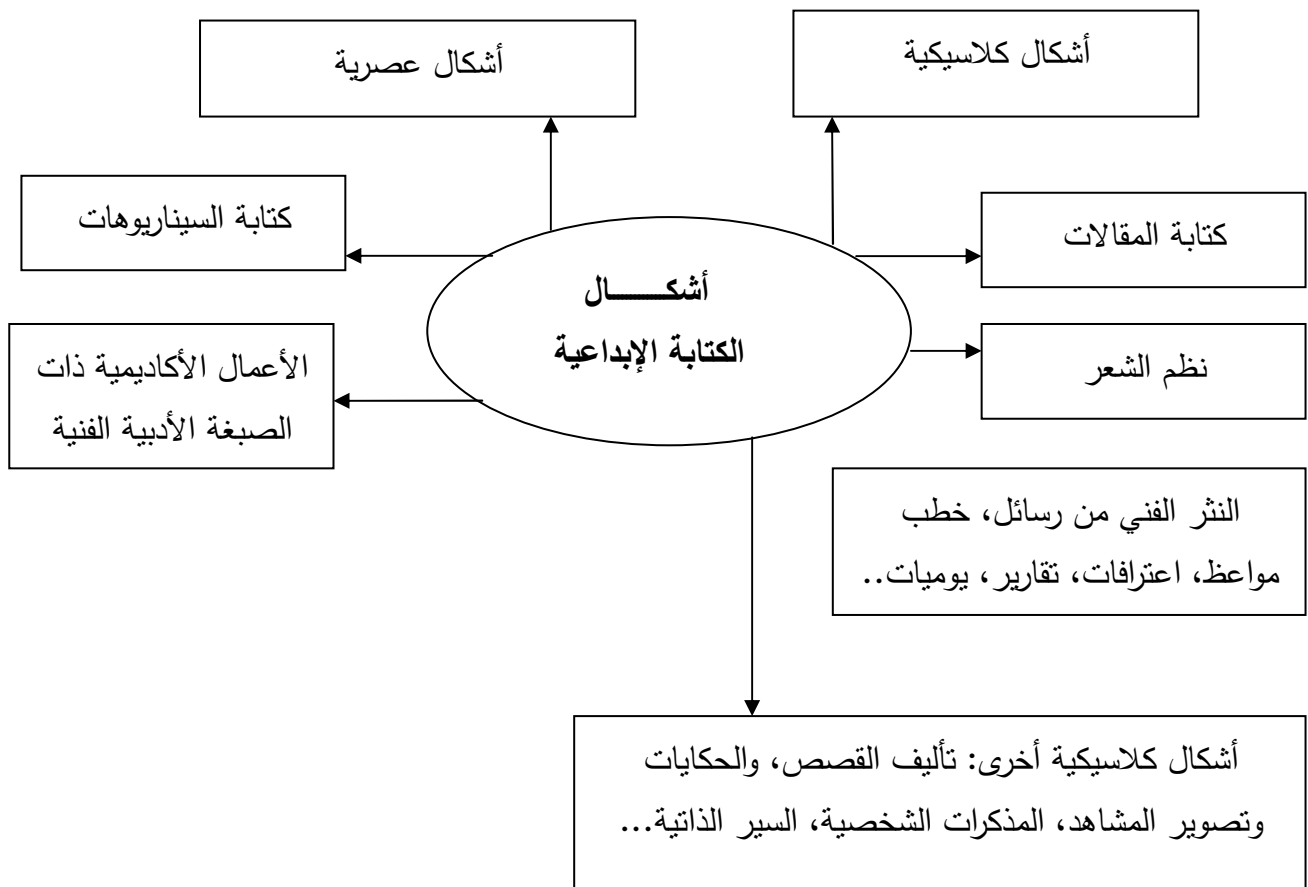 أشكال كلاسيكية
أشكال عصرية
كتابة المقالات
كتابة السيناريوهات
أشكـــــــال
الكتابة الإبداعية
نظم الشعر
الأعمال الأكاديمية ذات
الصبغة الأدبية الفنية
النثر الفني من رسائل، خطب
مواعظ، اعترافات، تقارير، يوميات..
أشكال كلاسيكية أخرى: تأليف القصص، والحكايات
وتصوير المشاهد، المذكرات الشخصية، السير الذاتية...